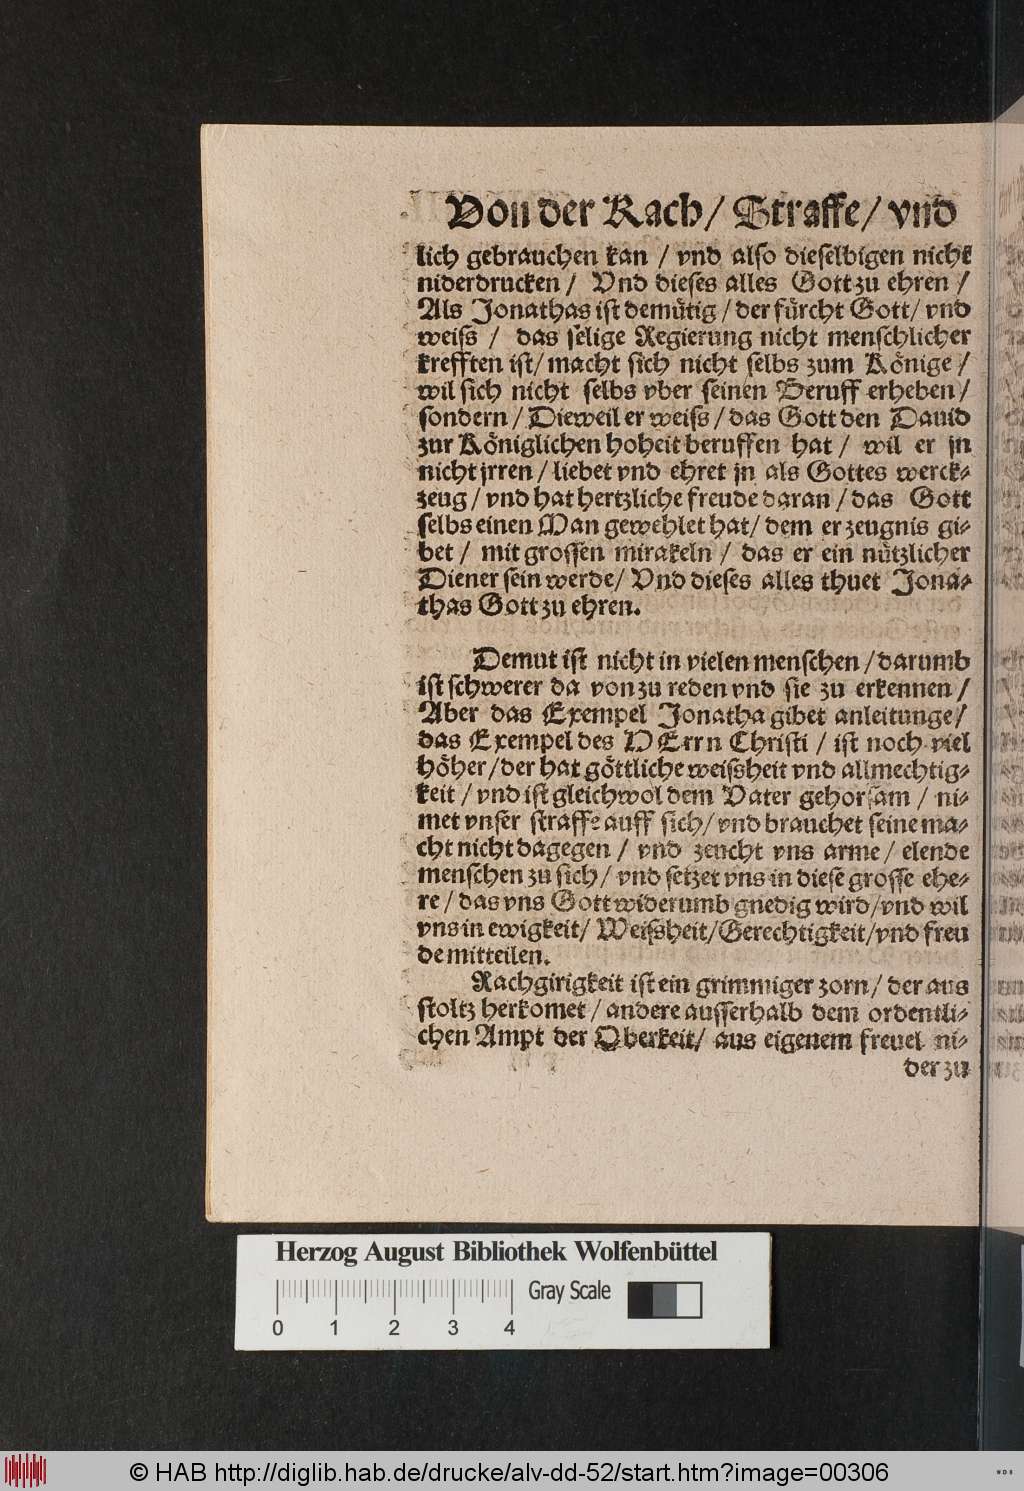 Von der Rach/ Straffe/ vnd
lich gebrauchen kan / vnd also dieselbigen nicht
niderdrucken / Vnd dieses alles Gott zu ehren /
Als Jonathas ist demütig / der fürcht Gott/ vnd
weiss / das selige Regierung nicht menschlicher
krefften ist/ macht sich nicht selbs zum Könige /
wil sich nicht selbs vber seinen Beruff erheben /
sondern / Dieweil er weiss / das Gott den Dauid
zur Königlichen hoheit beruffen hat / wil er jn
nicht jrren / liebet vnd ehret jn als Gottes werck-
zeug / vnd hat hertzliche freude daran / das Gott
selbs einen Man gewehlet hat/ dem er zeugnis gi-
bet / mit grossen mirakeln / das er ein nützlicher
Diener sein werde/ Vnd dieses alles thuet Jona-
thas Gott zu ehren.
Demut ist nicht in vielen menschen / darumb
ist schwerer da von zu reden vnd sie zu erkennen /
Aber das Exempel Jonatha gibet anleitunge/
das Exempel des HErrn Christi / ist noch viel
höher / der hat göttliche weissheit vnd allmechtig-
keit / vnd ist gleichwol dem Vater gehorsam / ni-
met vnser straffe auff sich/ vnd brauchet seine ma-
cht nicht dagegen / vnd zeucht vns arme / elende
menschen zu sich/ vnd setzet vns in diese grosse ehe-
re / das vns Gott widerumb gnedig wird/vnd wil
vns in ewigkeit/ Weissheit/Gerechtigkeit/vnd freu
de mitteilen.
Rachgirigkeit ist ein grimmiger zorn/ der aus
stoltz herkomet / andere ausserhalb dem ordentli-
chen Ampt der Oberkeit/ aus eigenem freuel ni-
der zu
Herzog August Bibliothek Wolfenbüttel
Gray Scale
0 1 2 3 4
© HAB http://diglib.hab.de/drucke/alv-dd-52/start.htm?image=00306